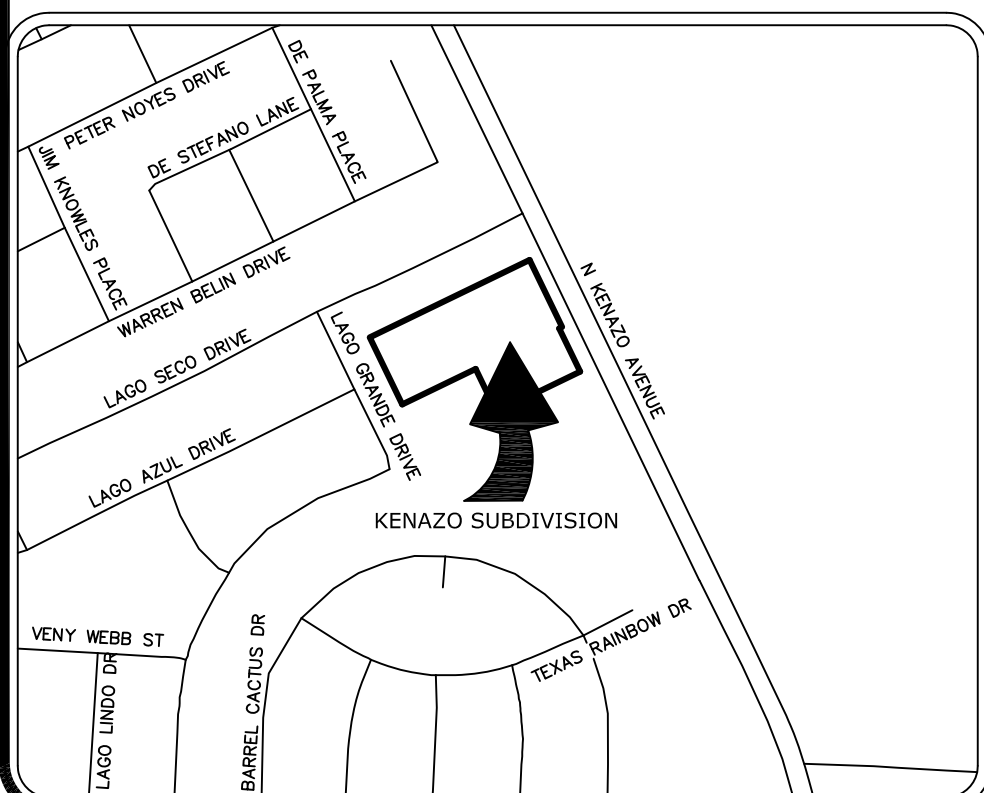 PETER NOYES DRIVE
DE PALMA PLACE
DE STEFANO LANE
JIM KNOWLES PLACE
WARREN BELIN DRIVE
N KENAZO AVENUE
LAGO SECO DRIVE
LAGO GRANDE DRIVE
LAGO AZUL DRIVE
KENAZO SUBDIVISION
VENY WEBB ST
TEXAS RAINBOW DR
BARREL CACTUS DR
LAGO LINDO DR